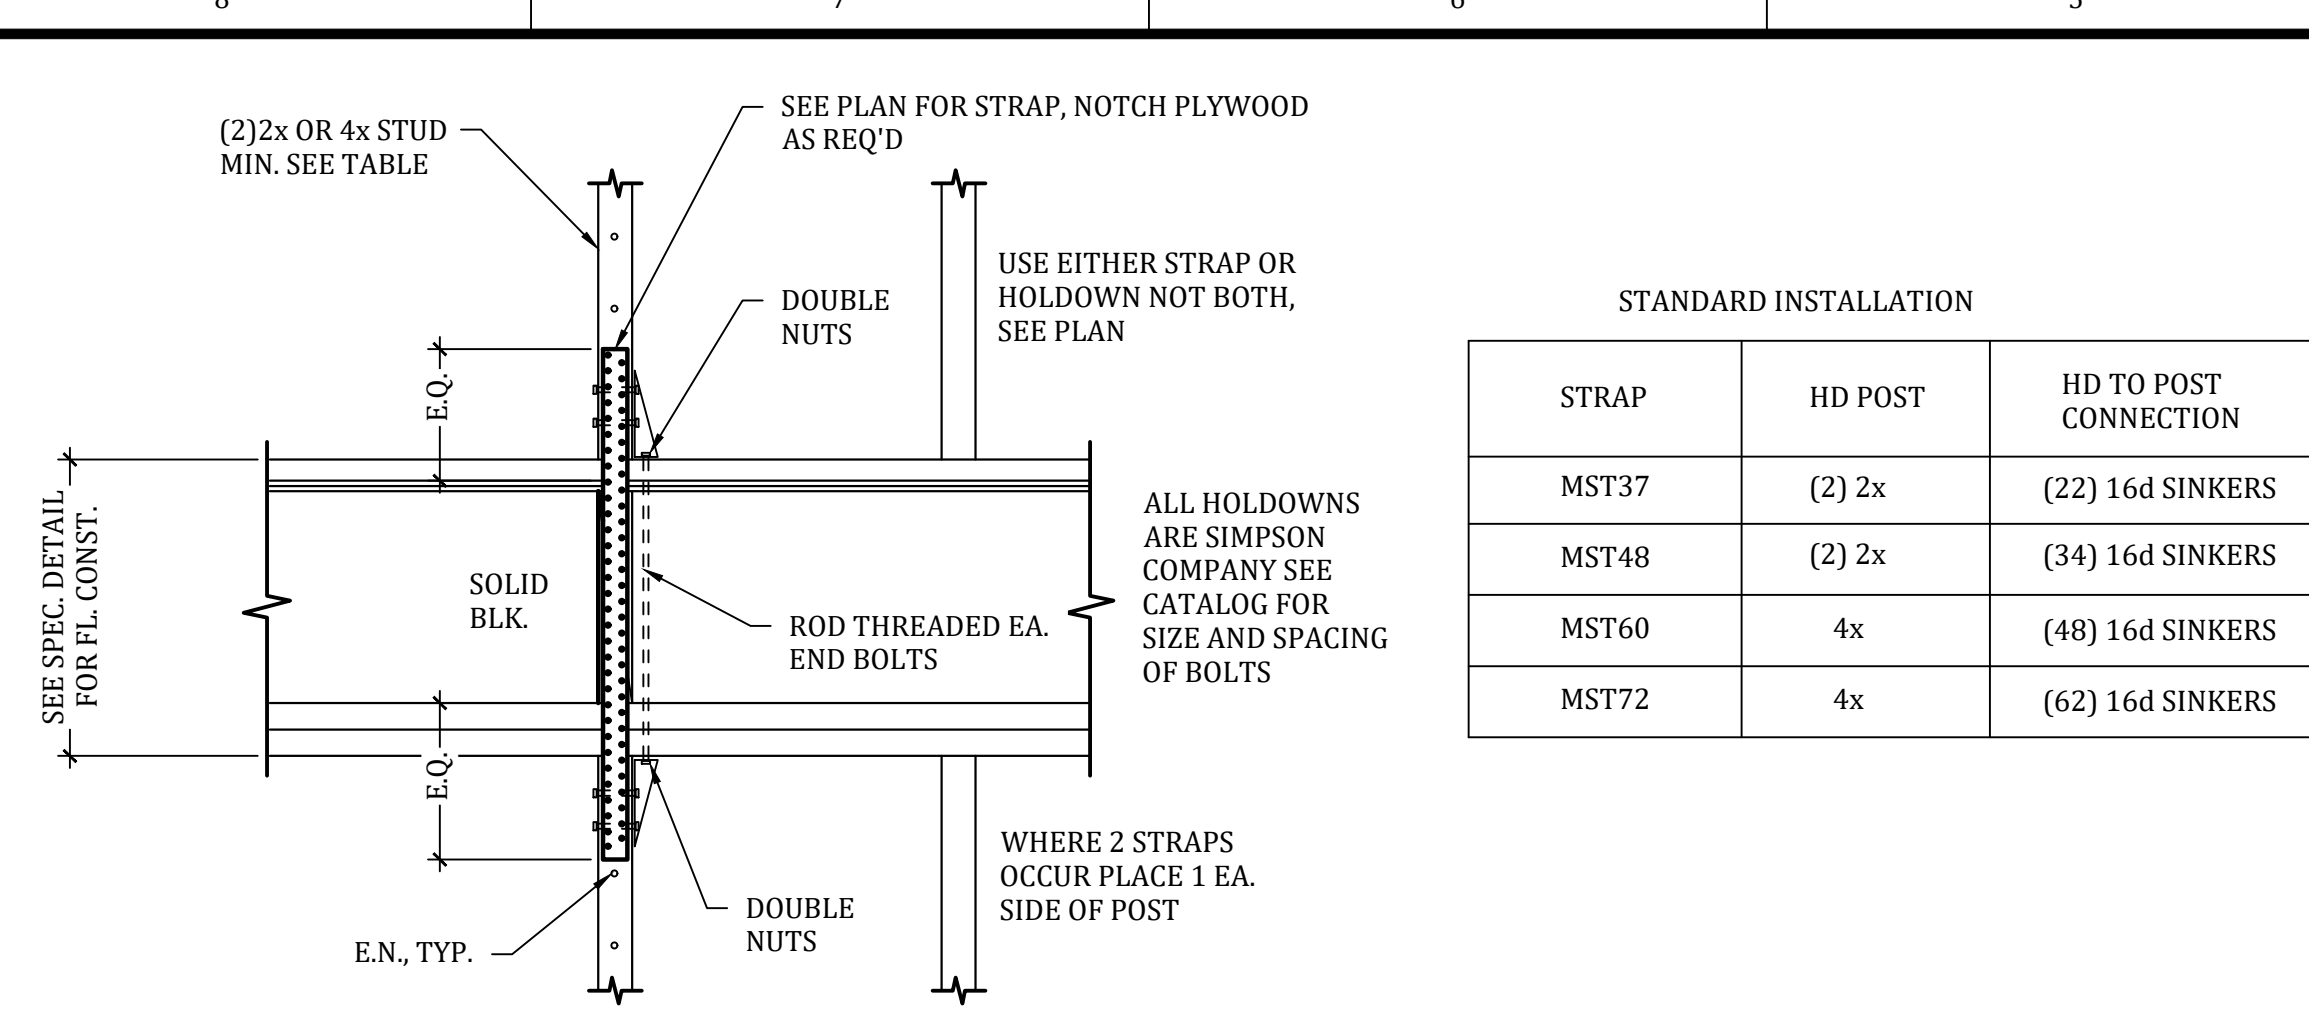 8 7 6 5
(2)2x OR 4x STUD
MIN. SEE TABLE
SEE PLAN FOR STRAP, NOTCH PLYWOOD
AS REQ'D
DOUBLE
NUTS
USE EITHER STRAP OR
HOLDOWN NOT BOTH,
SEE PLAN
E.Q.
SEE SPEC. DETAIL
FOR FL. CONST.
SOLID
BLK.
ROD THREADED EA.
END BOLTS
ALL HOLDOWNS
ARE SIMPSON
COMPANY SEE
CATALOG FOR
SIZE AND SPACING
OF BOLTS
E.Q.
WHERE 2 STRAPS
OCCUR PLACE 1 EA.
SIDE OF POST
DOUBLE
NUTS
E.N., TYP.
STANDARD INSTALLATION
STRAP HD POST HD TO POST
CONNECTION
MST37 (2) 2x (22) 16d SINKERS
MST48 (2) 2x (34) 16d SINKERS
MST60 4x (48) 16d SINKERS
MST72 4x (62) 16d SINKERS